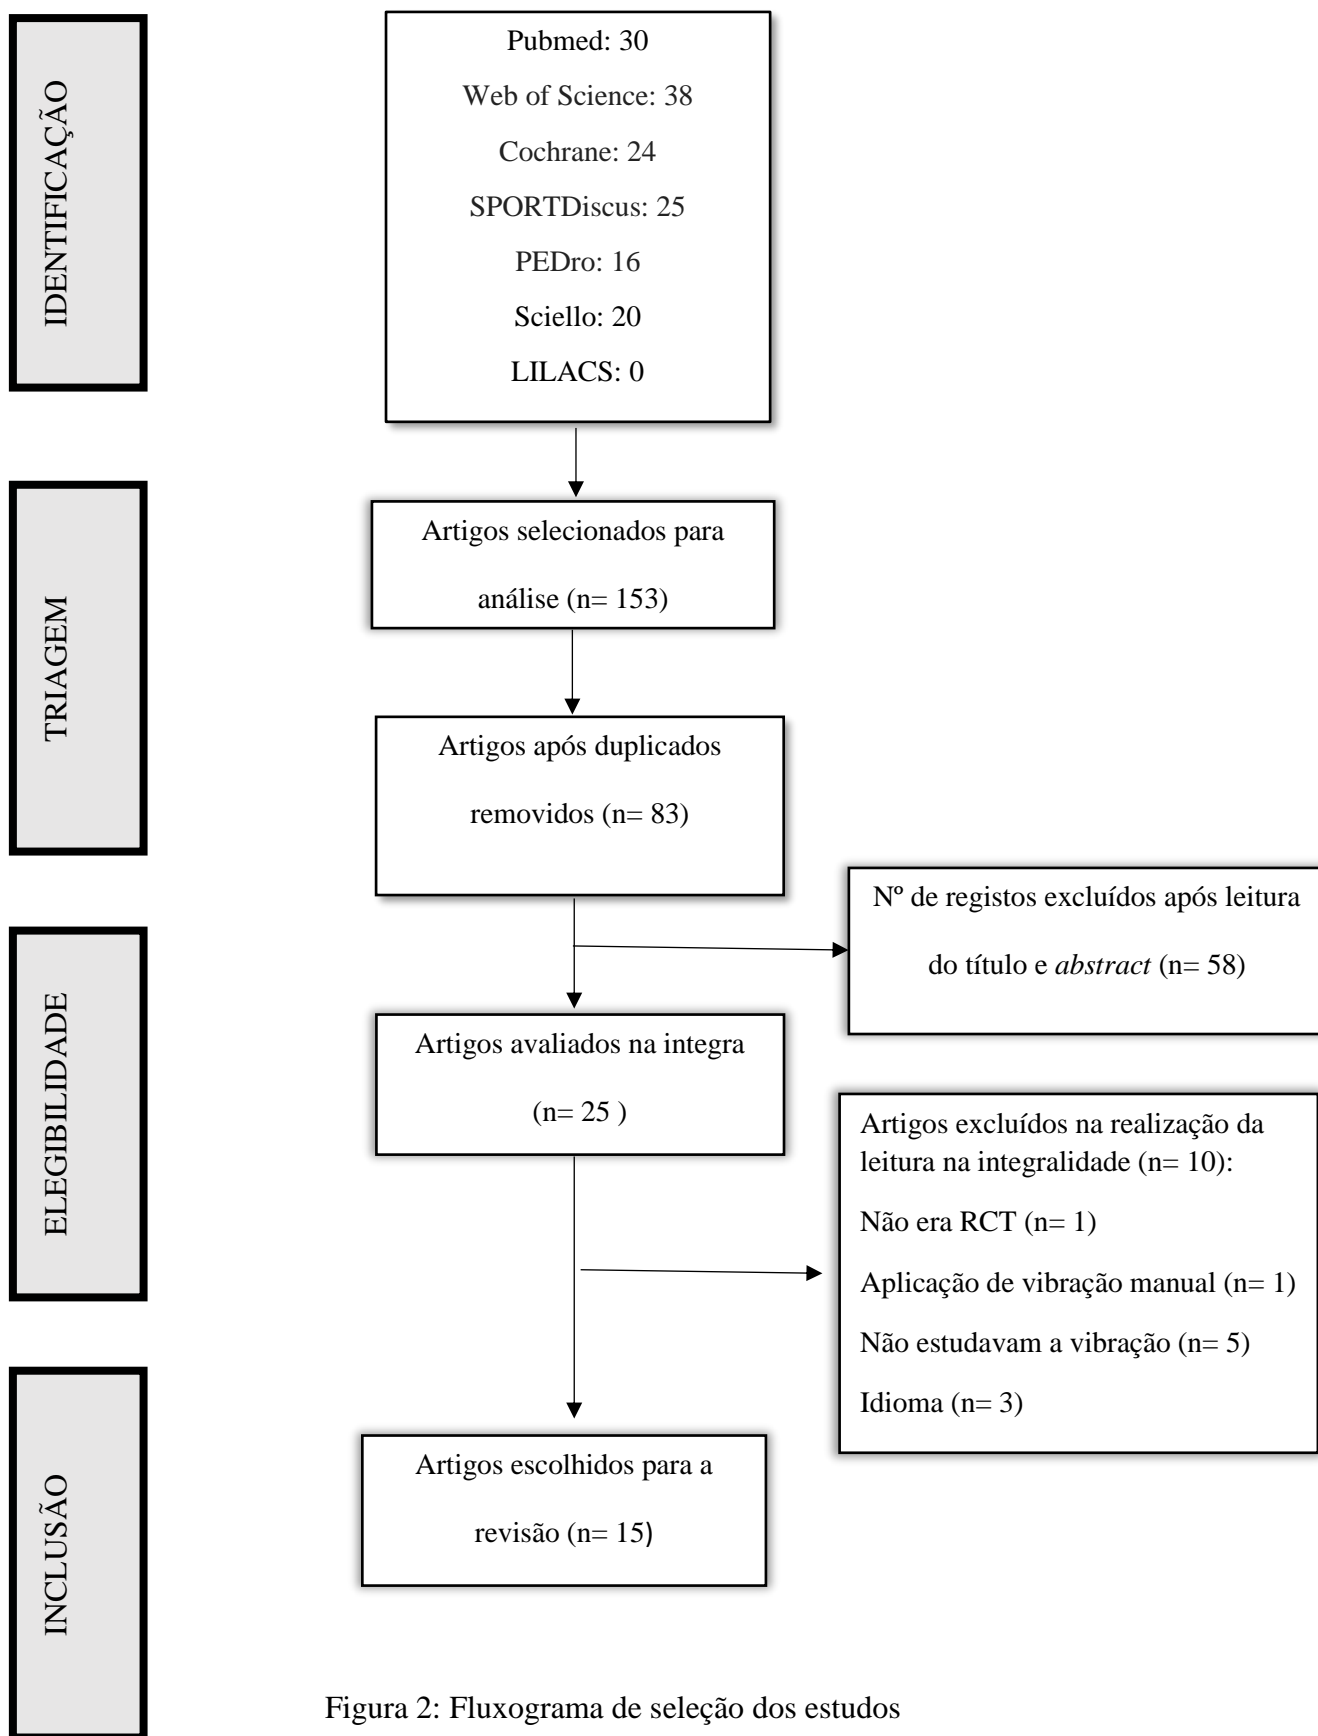 IDENTIFICAÇÃO
Pubmed: 30
Web of Science: 38
Cochrane: 24
SPORTDiscus: 25
PEDro: 16
Sciello: 20
LILACS: 0
TRIAGEM
Artigos selecionados para
análise (n= 153)
Artigos após duplicados
removidos (n= 83)
Nº de registos excluídos após leitura
do título e abstract (n= 58)
ELEGIBILIDADE
Artigos avaliados na integra
(n= 25 )
Artigos excluídos na realização da
leitura na integralidade (n= 10):
Não era RCT (n= 1)
Aplicação de vibração manual (n= 1)
Não estudavam a vibração (n= 5)
Idioma (n= 3)
INCLUSÃO
Artigos escolhidos para a
revisão (n= 15)
Figura 2: Fluxograma de seleção dos estudos